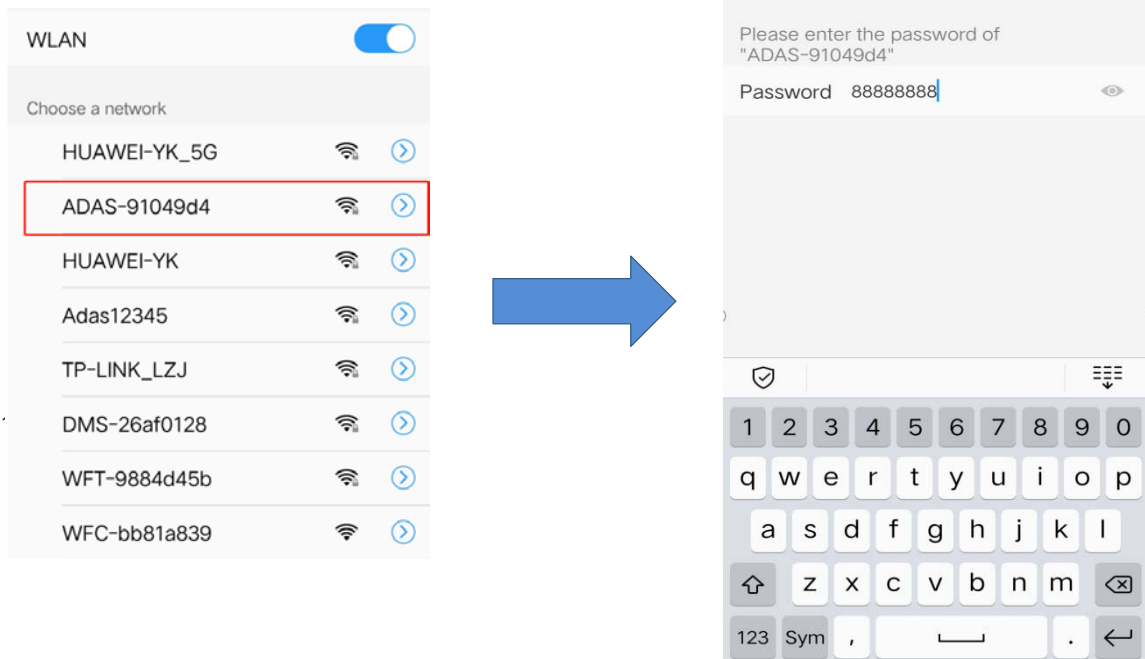 WLAN
Choose a network
HUAWEI-YK_5G
ADAS-91049d4
HUAWEI-YK
Adas12345
TP-LINK_LZJ
DMS-26af0128
WFT-9884d45b
WFC-bb81a839
Please enter the password of
"ADAS-91049d4"
Password 88888888
1 2 3 4 5 6 7 8 9 0
q w e r t y u i o p
a s d f g h j k l
z x c v b n m
123 Sym , .